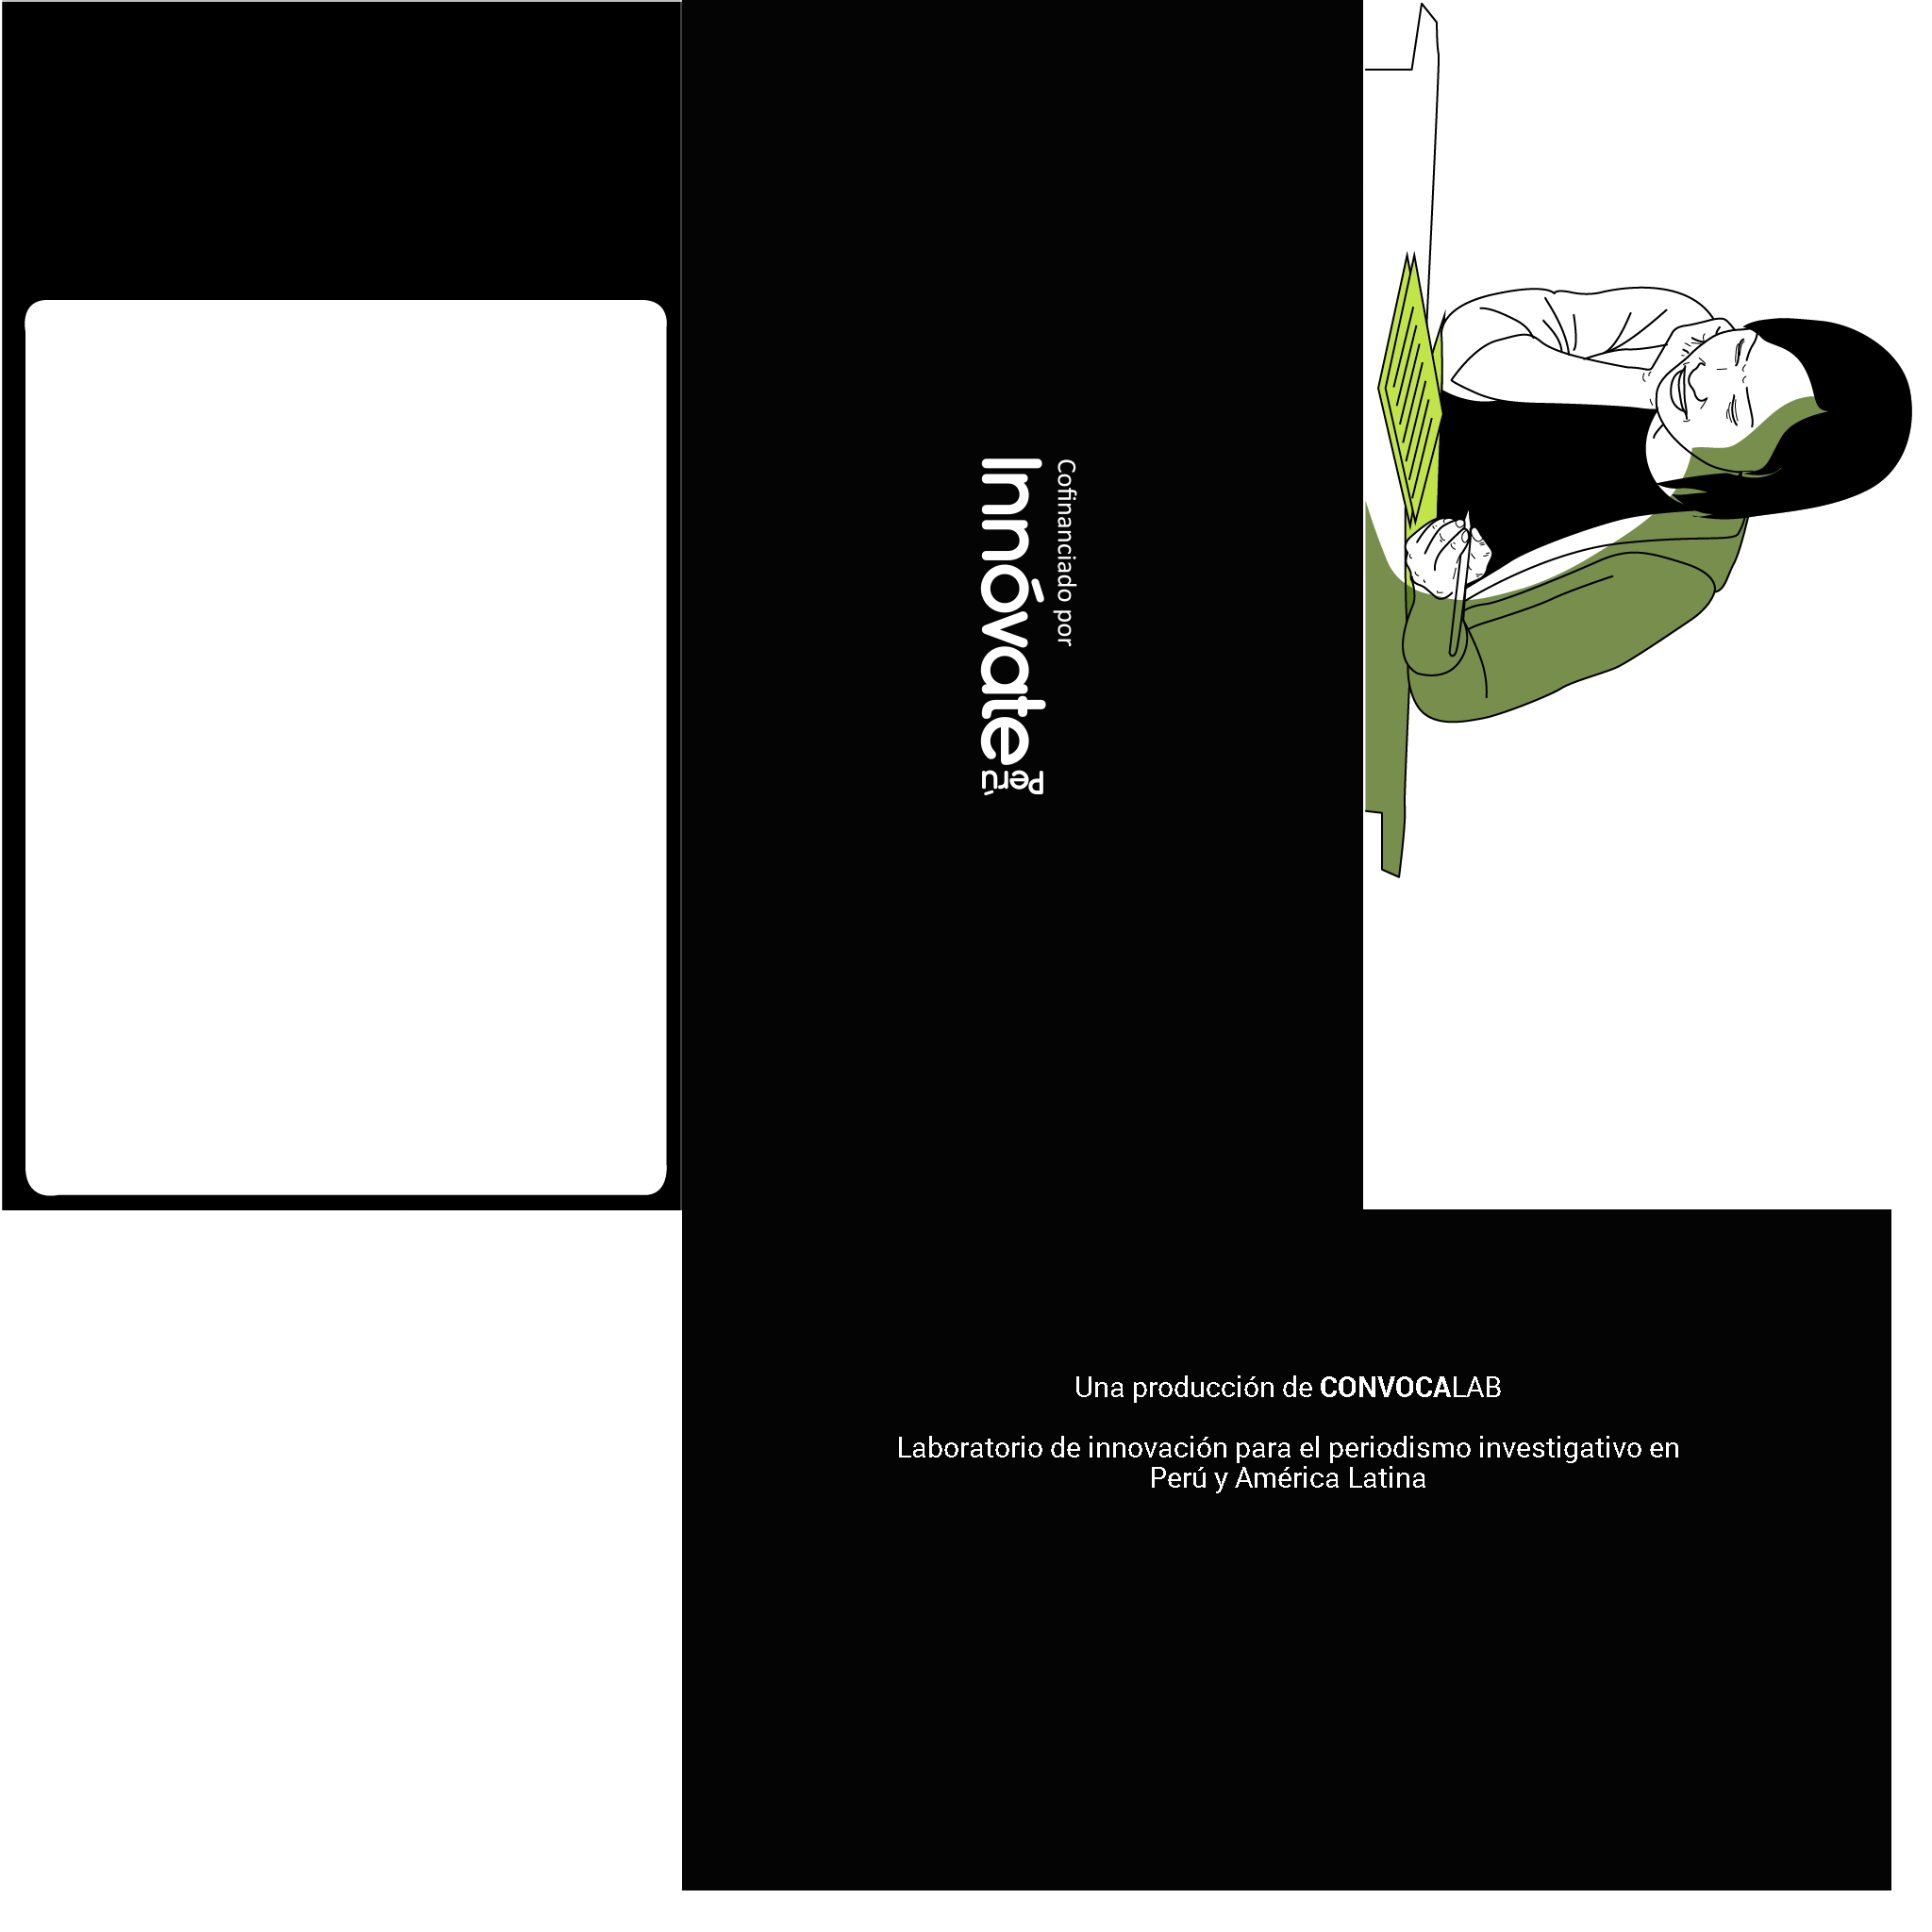 Cofinanciado por
Innóvate
Perú
Una producción de CONVOCALAB
Laboratorio de innovación para el periodismo investigativo en
Perú y América Latina